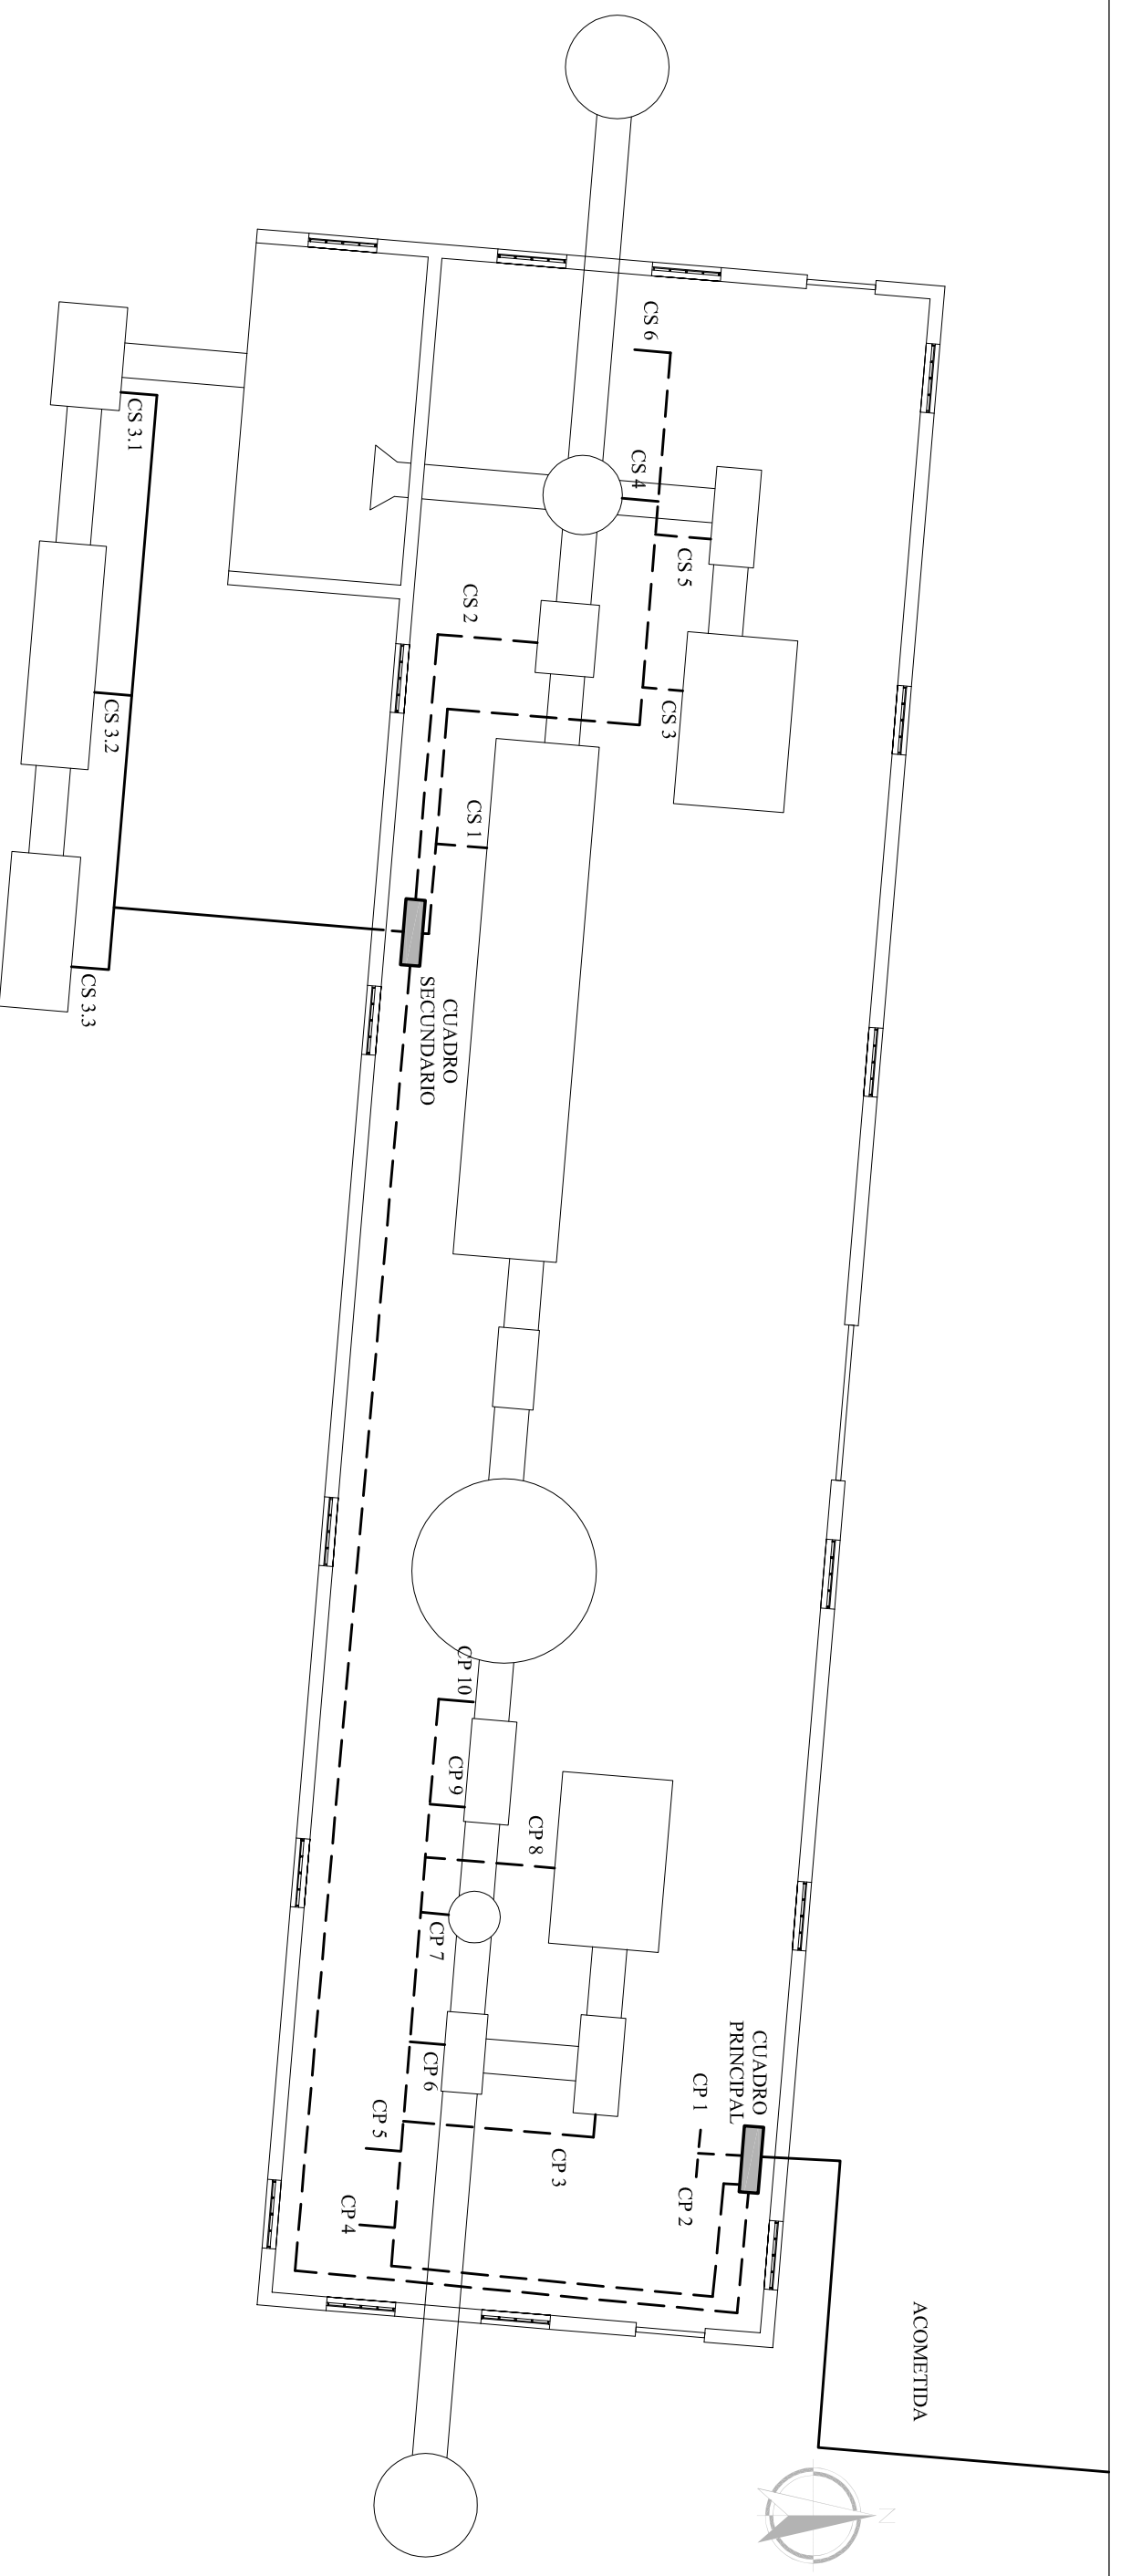 CS 6
CS 4
CS 3.1
CS 5
CS 2
CS 3
CS 3.2
CS 1
CUADRO
SECUNDARIO
CS 3.3
CP 10
CP 9
CP 8
CP 7
CUADRO
PRINCIPAL
CP 6
CP 1
CP 5
CP 3
CP 2
CP 4
ACOMETIDA
N